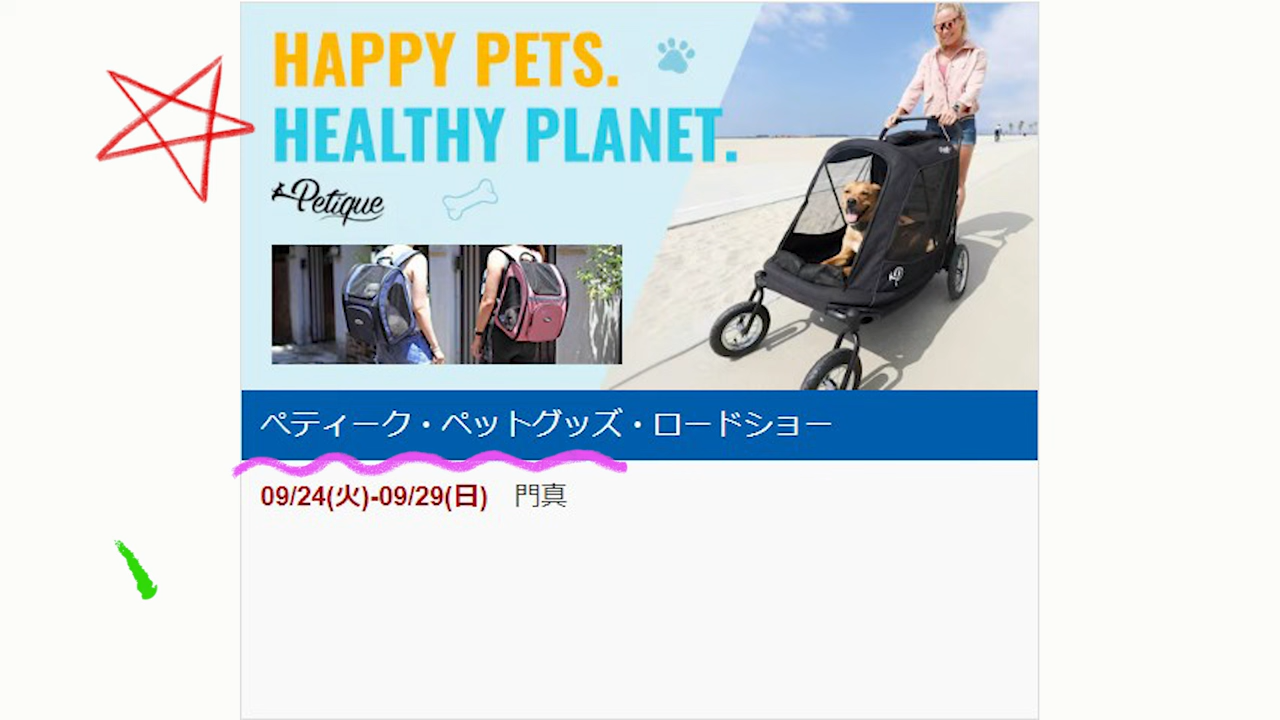 HAPPY PETS.
HEALTHY PLANET.
Petique
ペティーク・ペットグッズ・ロードショー
09/24(火)-09/29(日) 門真